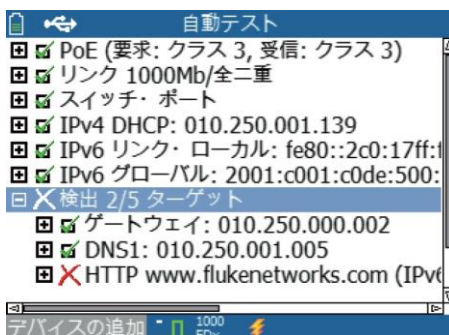 自動テスト
PoE (要求: クラス 3, 受信: クラス 3)
リンク 1000Mb/全二重
スイッチ・ポート
IPv4 DHCP: 010.250.001.139
IPv6 リンク・ローカル: fe80::2c0:17ff:f
IPv6 グローバル: 2001:c001:c0de:500:
検出 2/5 ターゲット
ゲートウェイ: 010.250.000.002
DNS1: 010.250.001.005
HTTP www.flukenetworks.com (IPv6
デバイスの追加
1000
FDx